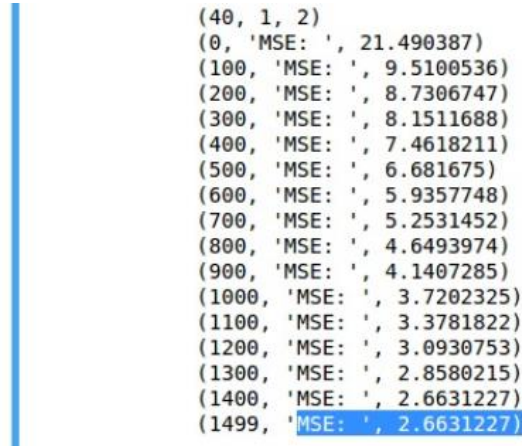 (40, 1, 2)
(0, 'MSE: ', 21.490387)
(100, 'MSE: ', 9.5100536)
(200, 'MSE: ', 8.7306747)
(300, 'MSE: ', 8.1511688)
(400, 'MSE: ', 7.4618211)
(500, 'MSE: ', 6.681675)
(600, 'MSE: ', 5.9357748)
(700, 'MSE: ', 5.2531452)
(800, 'MSE: ', 4.6493974)
(900, 'MSE: ', 4.1407285)
(1000, 'MSE: ', 3.7202325)
(1100, 'MSE: ', 3.3781822)
(1200, 'MSE: ', 3.0930753)
(1300, 'MSE: ', 2.8580215)
(1400, 'MSE: ', 2.6631227)
(1499, 'MSE: ', 2.6631227)